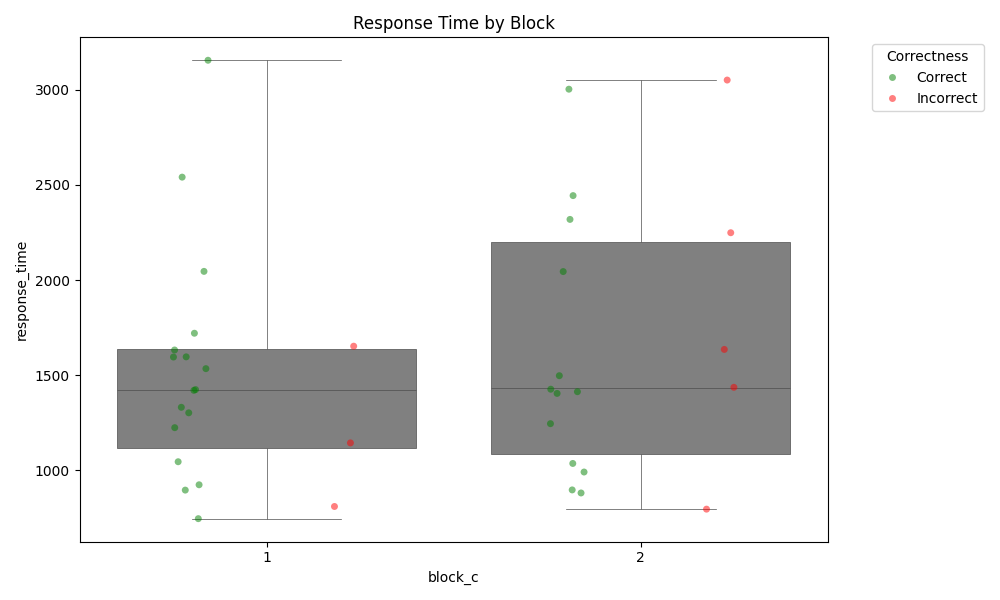 Response Time by Block
Correctness
Correct
Incorrect
response_time
3000
2500
2000
1500
1000
1
2
block_c